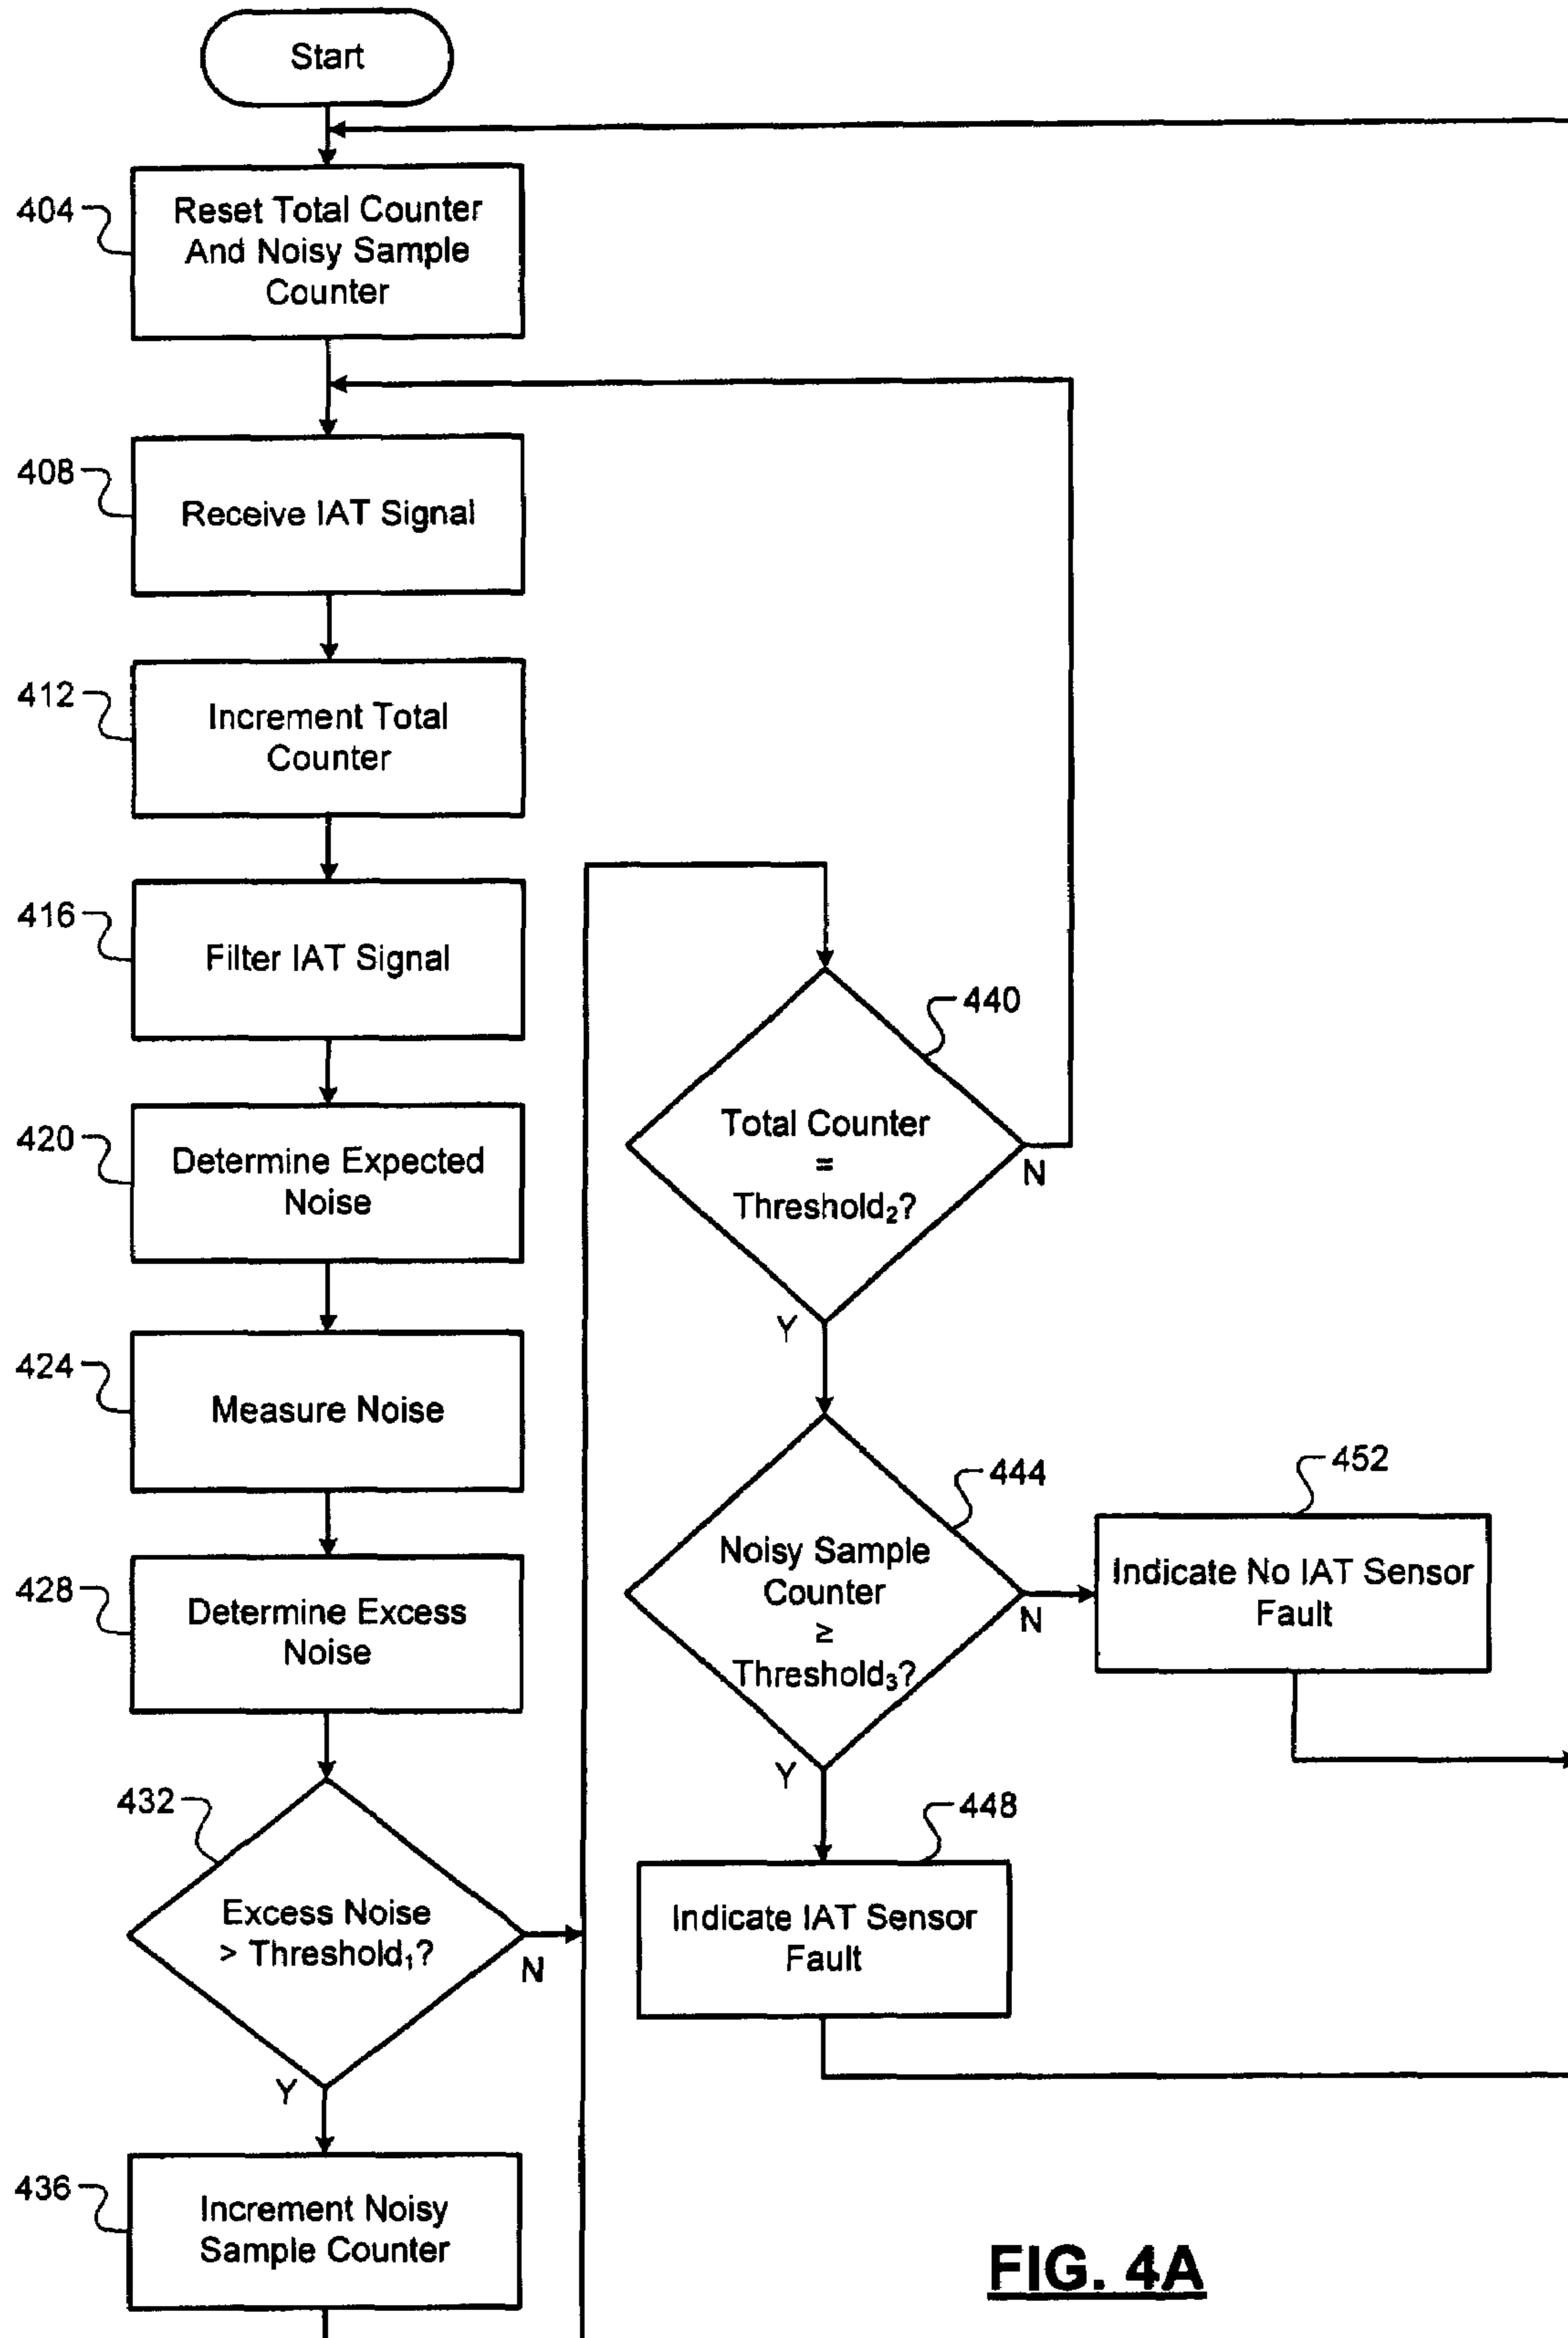 Start
404
Reset Total Counter
And Noisy Sample
Counter
408
Receive IAT Signal
412
Increment Total
Counter
416
Filter IAT Signal
420
Determine Expected
Noise
424
Measure Noise
428
Determine Excess
Noise
432
Excess Noise
> Threshold₁?
N
Y
436
Increment Noisy
Sample Counter
440
Total Counter
=
Threshold₂?
N
Y
444
Noisy Sample
Counter
≥
Threshold₃?
N
Y
452
Indicate No IAT Sensor
Fault
448
Indicate IAT Sensor
Fault
FIG. 4A